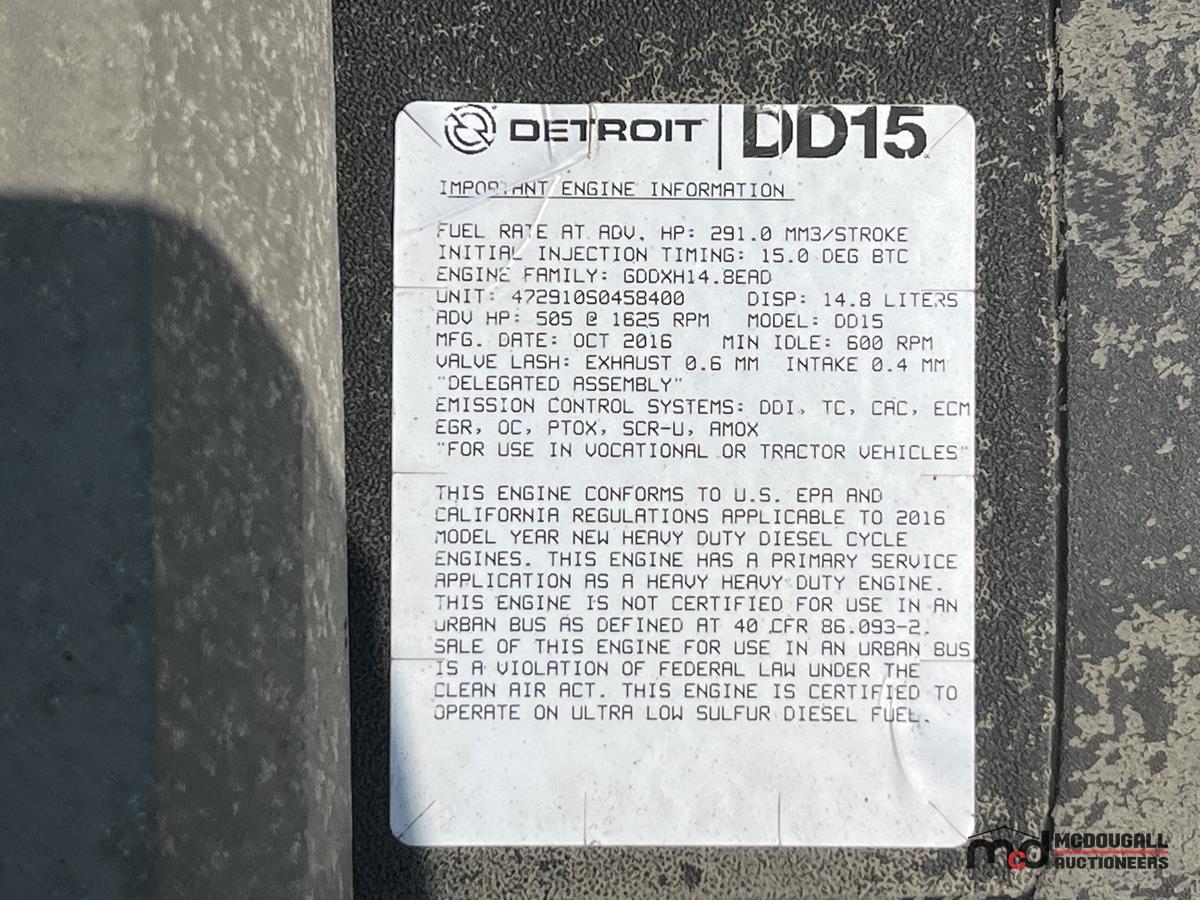 DETROIT | DD15
IMPORTANT ENGINE INFORMATION
FUEL RATE AT ADV. HP: 291.0 MM3/STROKE
INITIAL INJECTION TIMING: 15.0 DEG BTC
ENGINE FAMILY: GDDXH14.8EAD
UNIT: 472910S0458400 DISP: 14.8 LITERS
ADV HP: 505 @ 1625 RPM MODEL: DD15
MFG. DATE: OCT 2016 MIN IDLE: 600 RPM
VALVE LASH: EXHAUST 0.6 MM INTAKE 0.4 MM
"DELEGATED ASSEMBLY"
EMISSION CONTROL SYSTEMS: DDI, TC, CAC, ECM
EGR, OC, PTOX, SCR-U, AMOX
"FOR USE IN VOCATIONAL OR TRACTOR VEHICLES"
THIS ENGINE CONFORMS TO U.S. EPA AND
CALIFORNIA REGULATIONS APPLICABLE TO 2016
MODEL YEAR NEW HEAVY DUTY DIESEL CYCLE
ENGINES. THIS ENGINE HAS A PRIMARY SERVICE
APPLICATION AS A HEAVY HEAVY DUTY ENGINE.
THIS ENGINE IS NOT CERTIFIED FOR USE IN AN
URBAN BUS AS DEFINED AT 40 CFR 86.093-2.
SALE OF THIS ENGINE FOR USE IN AN URBAN BUS
IS A VIOLATION OF FEDERAL LAW UNDER THE
CLEAN AIR ACT. THIS ENGINE IS CERTIFIED TO
OPERATE ON ULTRA LOW SULFUR DIESEL FUEL.
mcd MCDOUGALL
AUCTIONEERS